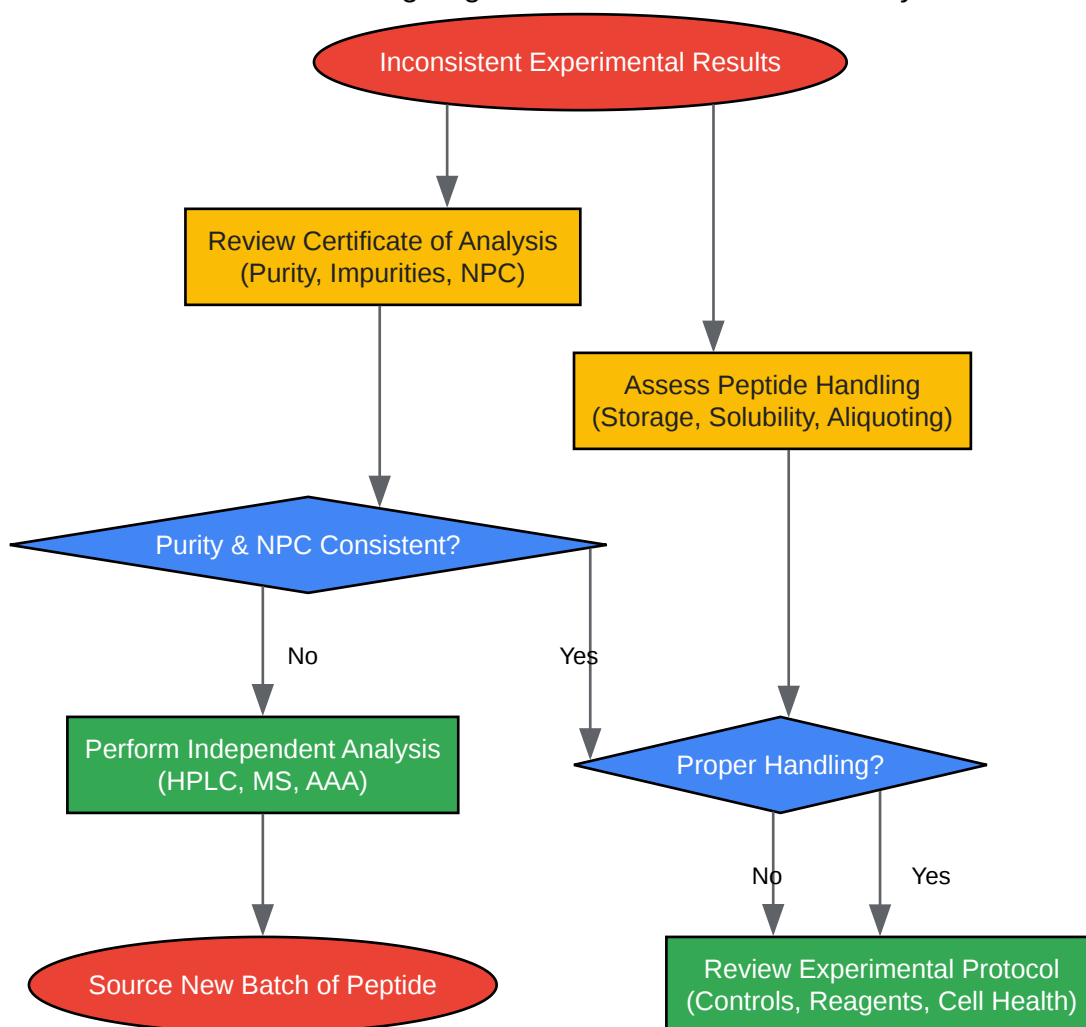 Inconsistent Experimental Results
Review Certificate of Analysis
(Purity, Impurities, NPC)
Assess Peptide Handling
(Storage, Solubility, Aliquoting)
Purity & NPC Consistent?
No
Yes
Perform Independent Analysis
(HPLC, MS, AAA)
Proper Handling?
No
Yes
Source New Batch of Peptide
Review Experimental Protocol
(Controls, Reagents, Cell Health)